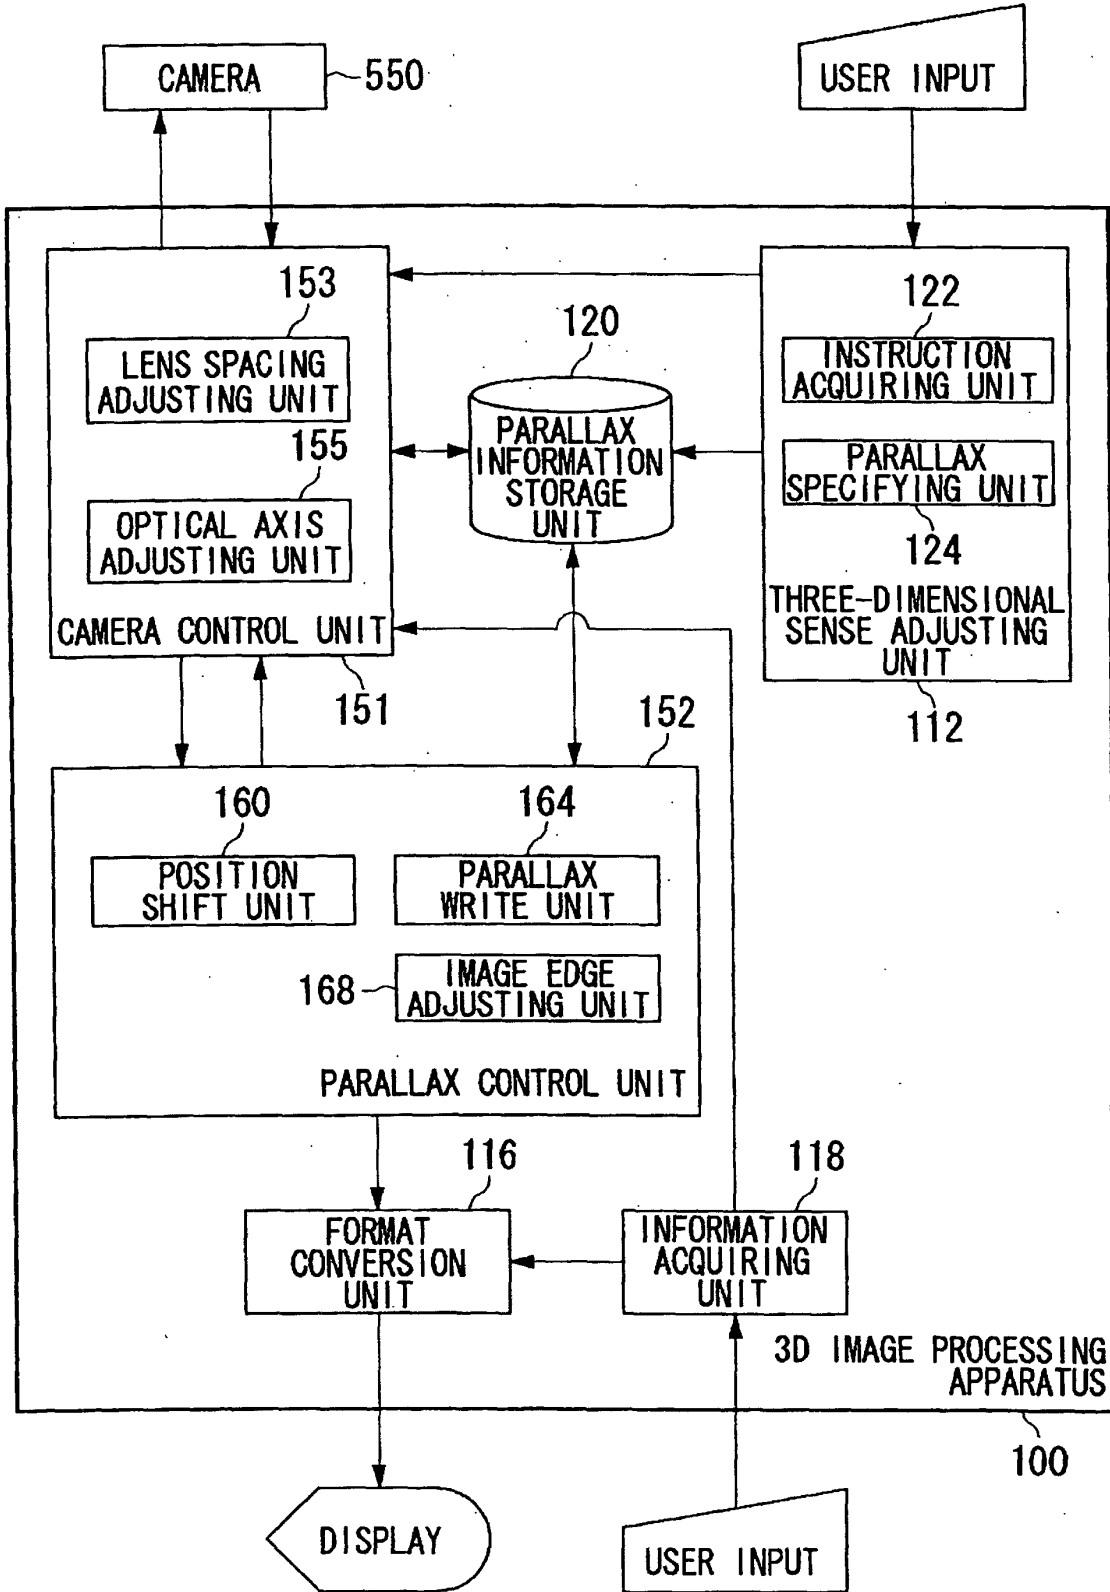 CAMERA
550
USER INPUT
153
LENS SPACING
ADJUSTING UNIT
155
OPTICAL AXIS
ADJUSTING UNIT
CAMERA CONTROL UNIT
151
120
PARALLAX
INFORMATION
STORAGE
UNIT
122
INSTRUCTION
ACQUIRING UNIT
PARALLAX
SPECIFYING UNIT
124
THREE-DIMENSIONAL
SENSE ADJUSTING
UNIT
112
152
160
POSITION
SHIFT UNIT
164
PARALLAX
WRITE UNIT
168
IMAGE EDGE
ADJUSTING UNIT
PARALLAX CONTROL UNIT
116
FORMAT
CONVERSION
UNIT
118
INFORMATION
ACQUIRING
UNIT
3D IMAGE PROCESSING
APPARATUS
100
DISPLAY
USER INPUT